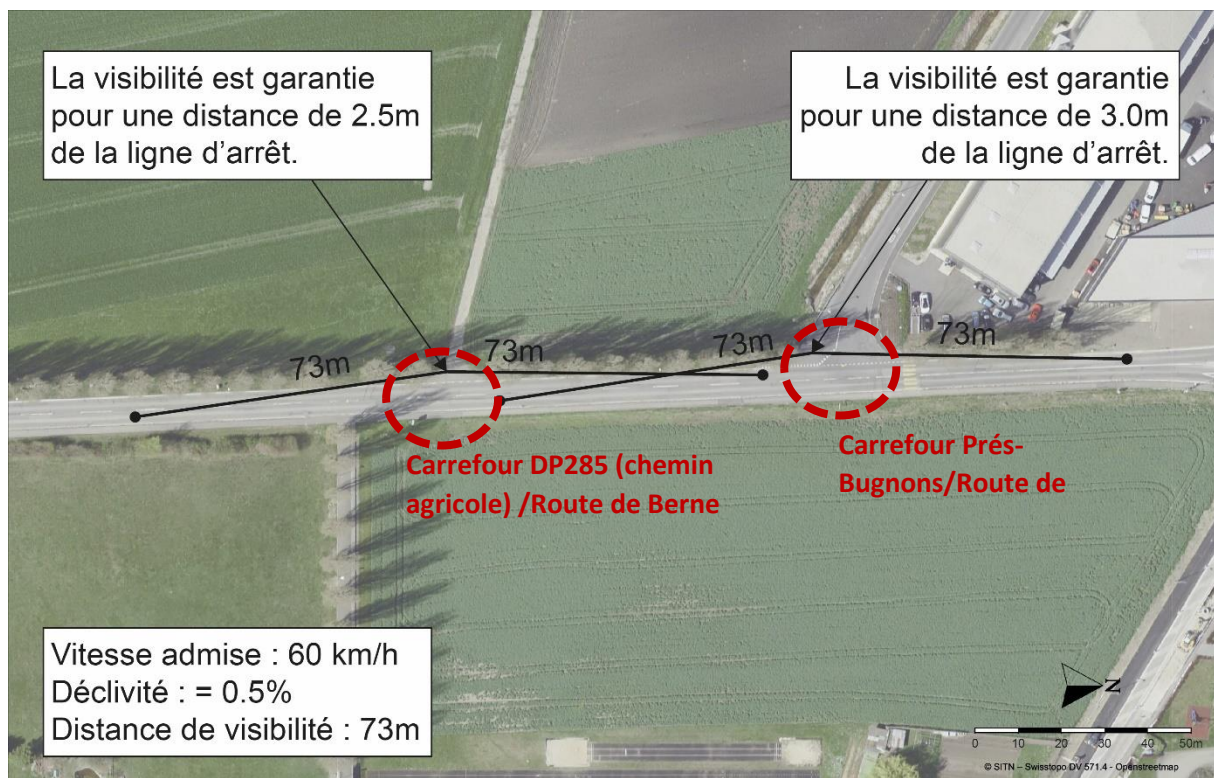 La visibilité est garantie
pour une distance de 2.5m
de la ligne d'arrêt.
La visibilité est garantie
pour une distance de 3.0m
de la ligne d'arrêt.
73m
73m
73m
73m
Carrefour DP285 (chemin
agricole) /Route de Berne
Carrefour Prés-
Bugnons/Route de
Vitesse admise : 60 km/h
Déclivité : = 0.5%
Distance de visibilité : 73m
N
0 10 20 30 40 50m
© SITN – Swisstopo DV 571.4 - Openstreetmap